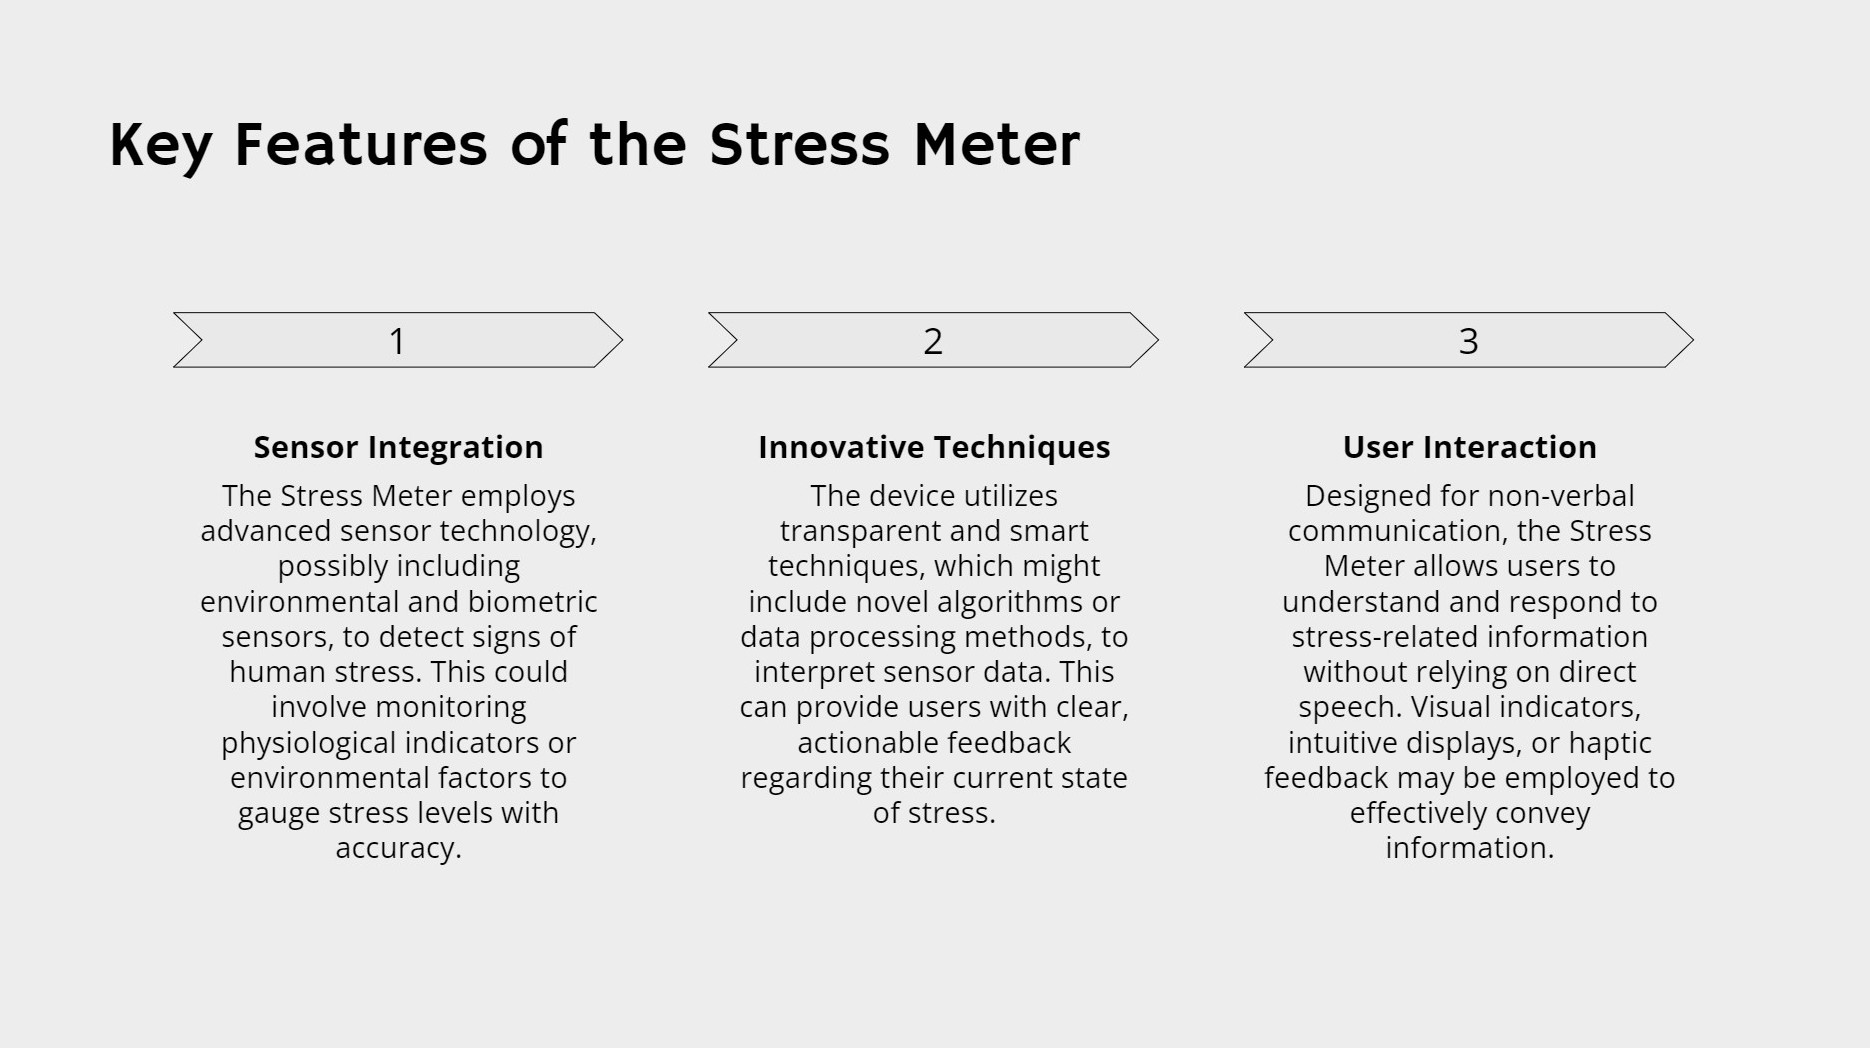 Key Features of the Stress Meter
1
2
3
Sensor Integration
The Stress Meter employs
advanced sensor technology,
possibly including
environmental and biometric
sensors, to detect signs of
human stress. This could
involve monitoring
physiological indicators or
environmental factors to
gauge stress levels with
accuracy.
Innovative Techniques
The device utilizes
transparent and smart
techniques, which might
include novel algorithms or
data processing methods, to
interpret sensor data. This
can provide users with clear,
actionable feedback
regarding their current state
of stress.
User Interaction
Designed for non-verbal
communication, the Stress
Meter allows users to
understand and respond to
stress-related information
without relying on direct
speech. Visual indicators,
intuitive displays, or haptic
feedback may be employed to
effectively convey
information.